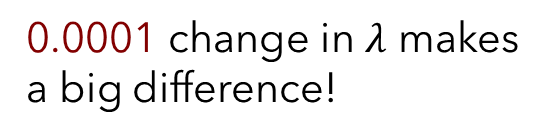 0.0001 change in λ makes
a big difference!